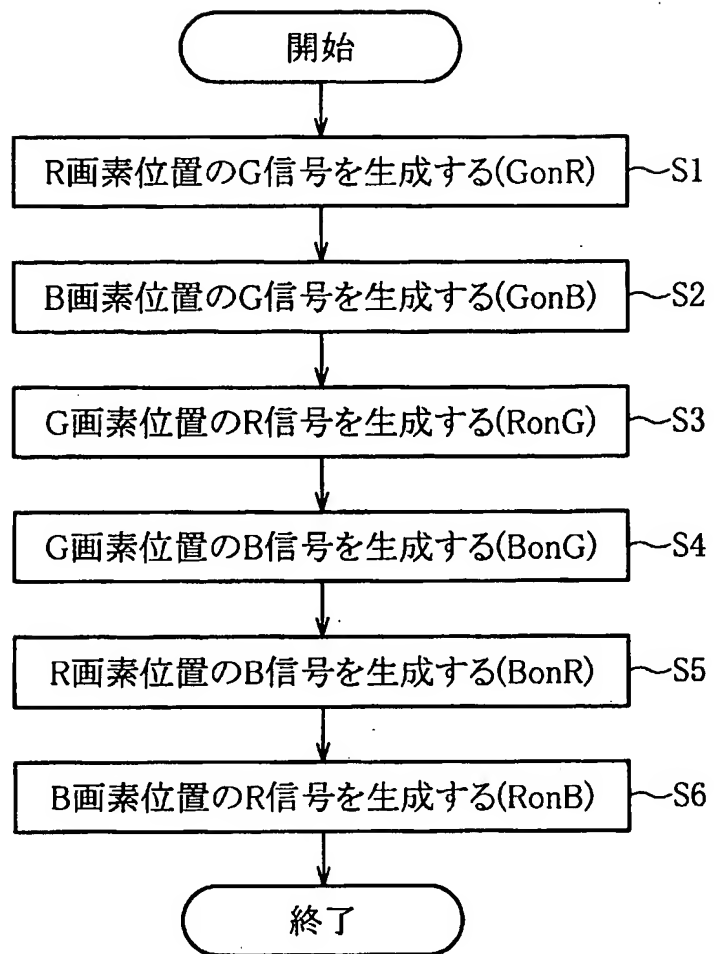 開始
R画素位置のG信号を生成する(GonR) ~S1
B画素位置のG信号を生成する(GonB) ~S2
G画素位置のR信号を生成する(RonG) ~S3
G画素位置のB信号を生成する(BonG) ~S4
R画素位置のB信号を生成する(BonR) ~S5
B画素位置のR信号を生成する(RonB) ~S6
終了